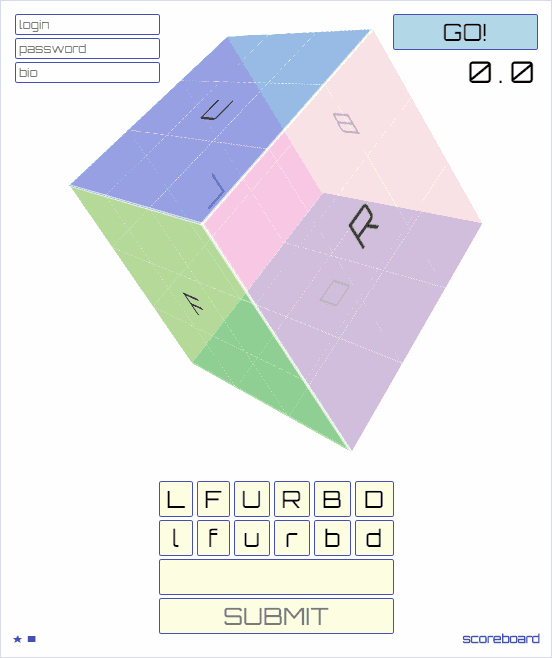 login
password
bio
GO!
0.0
U
B
L
R
F
D
L F U R B D
l f u r b d
SUBMIT
scoreboard